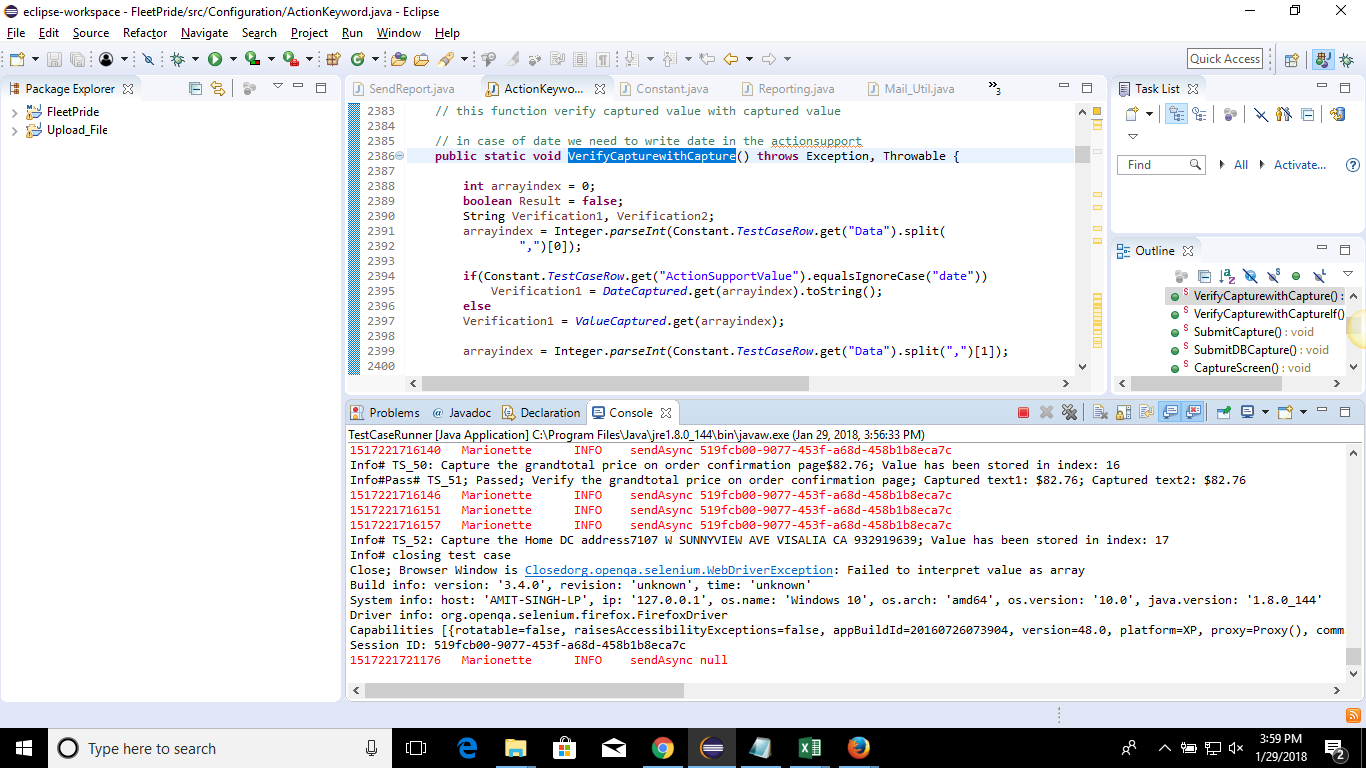 eclipse-workspace - FleetPride/src/Configuration/ActionKeyword.java - Eclipse
File Edit Source Refactor Navigate Search Project Run Window Help
Quick Access
Package Explorer
FleetPride
Upload_File
SendReport.java ActionKeywo... Constant.java Reporting.java Mail_Util.java 3
2383 // this function verify captured value with captured value
2384
2385 // in case of date we need to write date in the actionsupport
2386 public static void VerifyCapturewithCapture() throws Exception, Throwable {
2387
2388 int arrayindex = 0;
2389 boolean Result = false;
2390 String Verification1, Verification2;
2391 arrayindex = Integer.parseInt(Constant.TestCaseRow.get("Data").split(
2392 ",")[0]);
2393
2394 if(Constant.TestCaseRow.get("ActionSupportValue").equalsIgnoreCase("date"))
2395 Verification1 = DateCaptured.get(arrayindex).toString();
2396 else
2397 Verification1 = ValueCaptured.get(arrayindex);
2398
2399 arrayindex = Integer.parseInt(Constant.TestCaseRow.get("Data").split(",")[1]);
2400
Task List
Find All Activate...
Outline
VerifyCapturewithCapture() :
VerifyCapturewithCaptureIf()
SubmitCapture() : void
SubmitDBCapture() : void
CaptureScreen() : void
Problems @ Javadoc Declaration Console
TestCaseRunner [Java Application] C:\Program Files\Java\jre1.8.0_144\bin\javaw.exe (Jan 29, 2018, 3:56:33 PM)
1517221716140 Marionette INFO sendAsync 519fcb00-9077-453f-a68d-458b1b8eca7c
Info# TS_50: Capture the grandtotal price on order confirmation page$82.76; Value has been stored in index: 16
Info#Pass# TS_51; Passed; Verify the grandtotal price on order confirmation page; Captured text1: $82.76; Captured text2: $82.76
1517221716146 Marionette INFO sendAsync 519fcb00-9077-453f-a68d-458b1b8eca7c
1517221716151 Marionette INFO sendAsync 519fcb00-9077-453f-a68d-458b1b8eca7c
1517221716157 Marionette INFO sendAsync 519fcb00-9077-453f-a68d-458b1b8eca7c
Info# TS_52: Capture the Home DC address7107 W SUNNYVIEW AVE VISALIA CA 932919639; Value has been stored in index: 17
Info# closing test case
Close; Browser Window is Closedorg.openqa.selenium.WebDriverException: Failed to interpret value as array
Build info: version: '3.4.0', revision: 'unknown', time: 'unknown'
System info: host: 'AMIT-SINGH-LP', ip: '127.0.0.1', os.name: 'Windows 10', os.arch: 'amd64', os.version: '10.0', java.version: '1.8.0_144'
Driver info: org.openqa.selenium.firefox.FirefoxDriver
Capabilities [{rotatable=false, raisesAccessibilityExceptions=false, appBuildId=20160726073904, version=48.0, platform=XP, proxy=Proxy(), comm
Session ID: 519fcb00-9077-453f-a68d-458b1b8eca7c
1517221721176 Marionette INFO sendAsync null
Type here to search
3:59 PM
1/29/2018
2